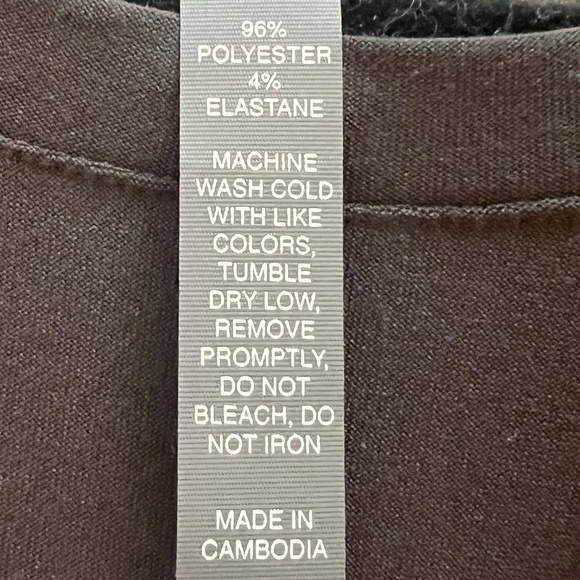 96%
POLYESTER
4%
ELASTANE
MACHINE
WASH COLD
WITH LIKE
COLORS,
TUMBLE
DRY LOW,
REMOVE
PROMPTLY,
DO NOT
BLEACH, DO
NOT IRON
MADE IN
CAMBODIA